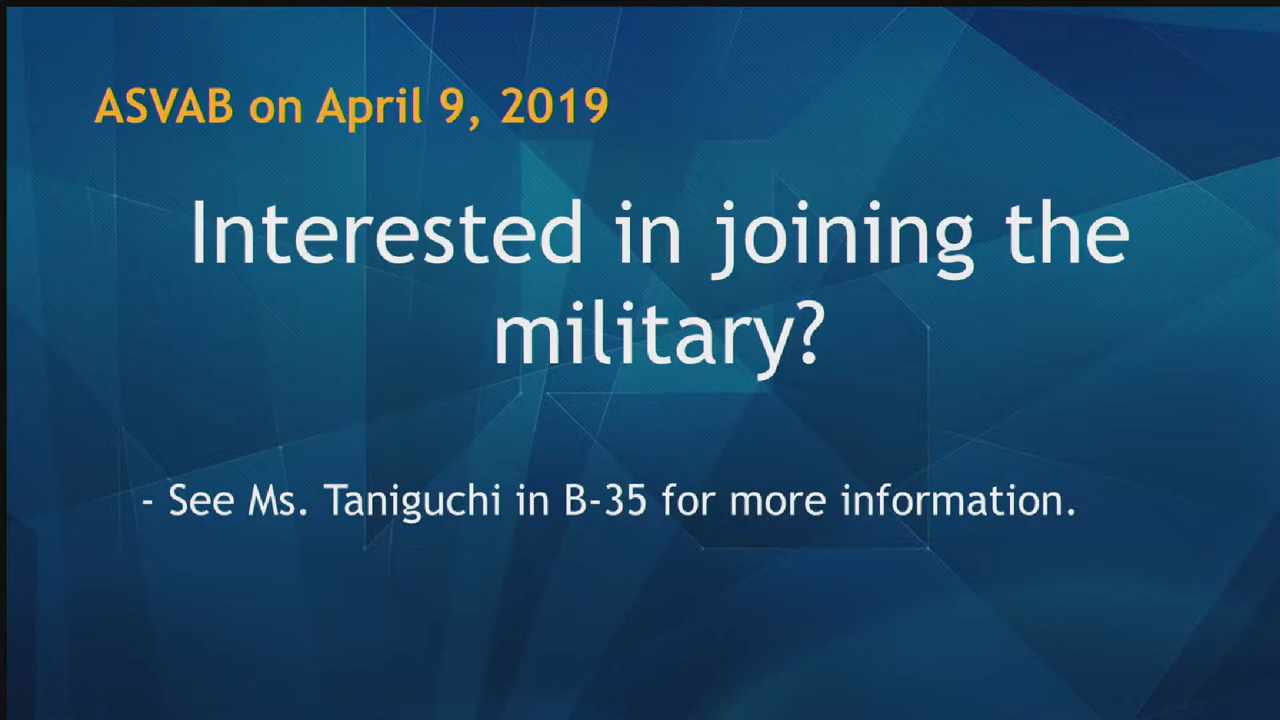 ASVAB on April 9, 2019
Interested in joining the
military?
- See Ms. Taniguchi in B-35 for more information.